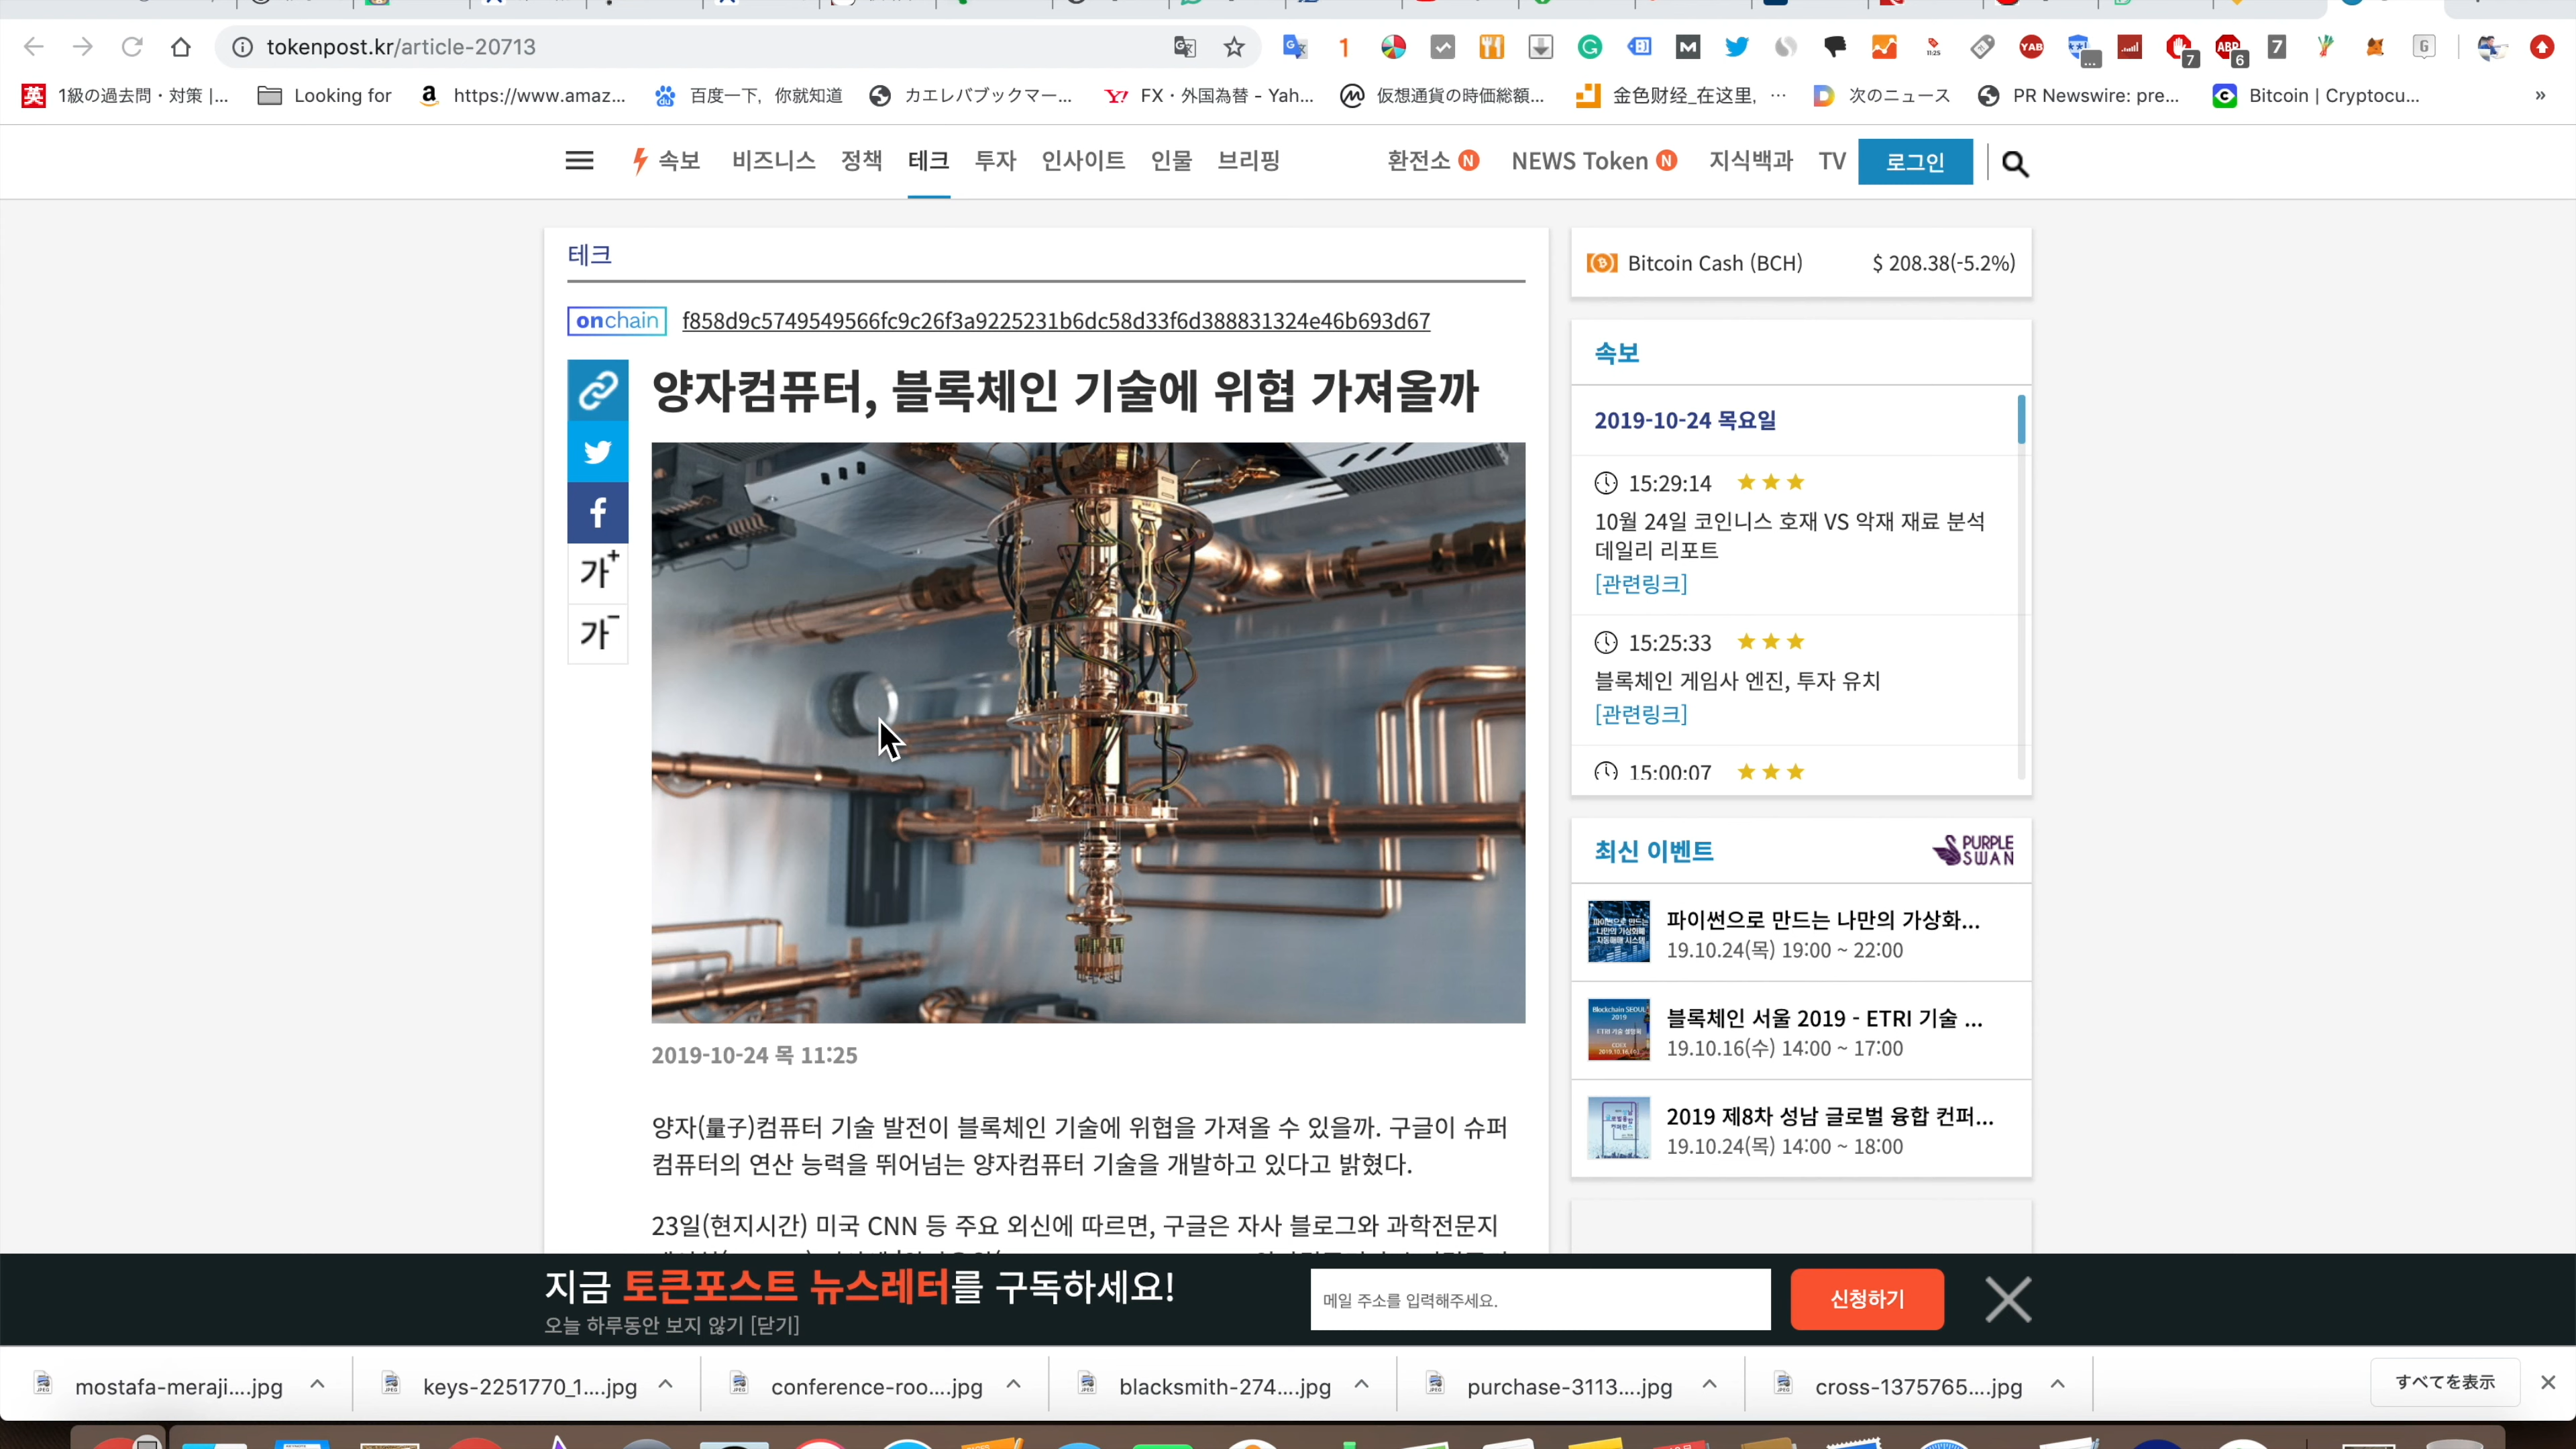 tokenpost.kr/article-20713
1級の過去問・対策 |...
Looking for
https://www.amaz...
百度一下，你就知道
カエレバブックマー...
FX・外国為替 - Yah...
仮想通貨の時価総額...
金色财经_在这里，...
次のニュース
PR Newswire: pre...
Bitcoin | Cryptocu...
»
속보 비즈니스 정책 테크 투자 인사이트 인물 브리핑 환전소 N NEWS Token N 지식백과 TV 로그인
테크
onchain f858d9c5749549566fc9c26f3a9225231b6dc58d33f6d388831324e46b693d67
양자컴퓨터, 블록체인 기술에 위협 가져올까
가+
가-
2019-10-24 목 11:25
양자(量子)컴퓨터 기술 발전이 블록체인 기술에 위협을 가져올 수 있을까. 구글이 슈퍼
컴퓨터의 연산 능력을 뛰어넘는 양자컴퓨터 기술을 개발하고 있다고 밝혔다.
23일(현지시간) 미국 CNN 등 주요 외신에 따르면, 구글은 자사 블로그와 과학전문지
Bitcoin Cash (BCH) $ 208.38(-5.2%)
속보
2019-10-24 목요일
15:29:14 ★★★
10월 24일 코인니스 호재 VS 악재 재료 분석
데일리 리포트
[관련링크]
15:25:33 ★★★
블록체인 게임사 엔진, 투자 유치
[관련링크]
15:00:07 ★★★
최신 이벤트 PURPLE SWAN
파이썬으로 만드는 나만의 가상화...
19.10.24(목) 19:00 ~ 22:00
블록체인 서울 2019 - ETRI 기술 ...
19.10.16(수) 14:00 ~ 17:00
2019 제8차 성남 글로벌 융합 컨퍼...
19.10.24(목) 14:00 ~ 18:00
지금 토큰포스트 뉴스레터를 구독하세요!
오늘 하루동안 보지 않기 [닫기]
메일 주소를 입력해주세요.
신청하기
mostafa-meraji....jpg
keys-2251770_1....jpg
conference-roo....jpg
blacksmith-274....jpg
purchase-3113....jpg
cross-1375765....jpg
すべてを表示